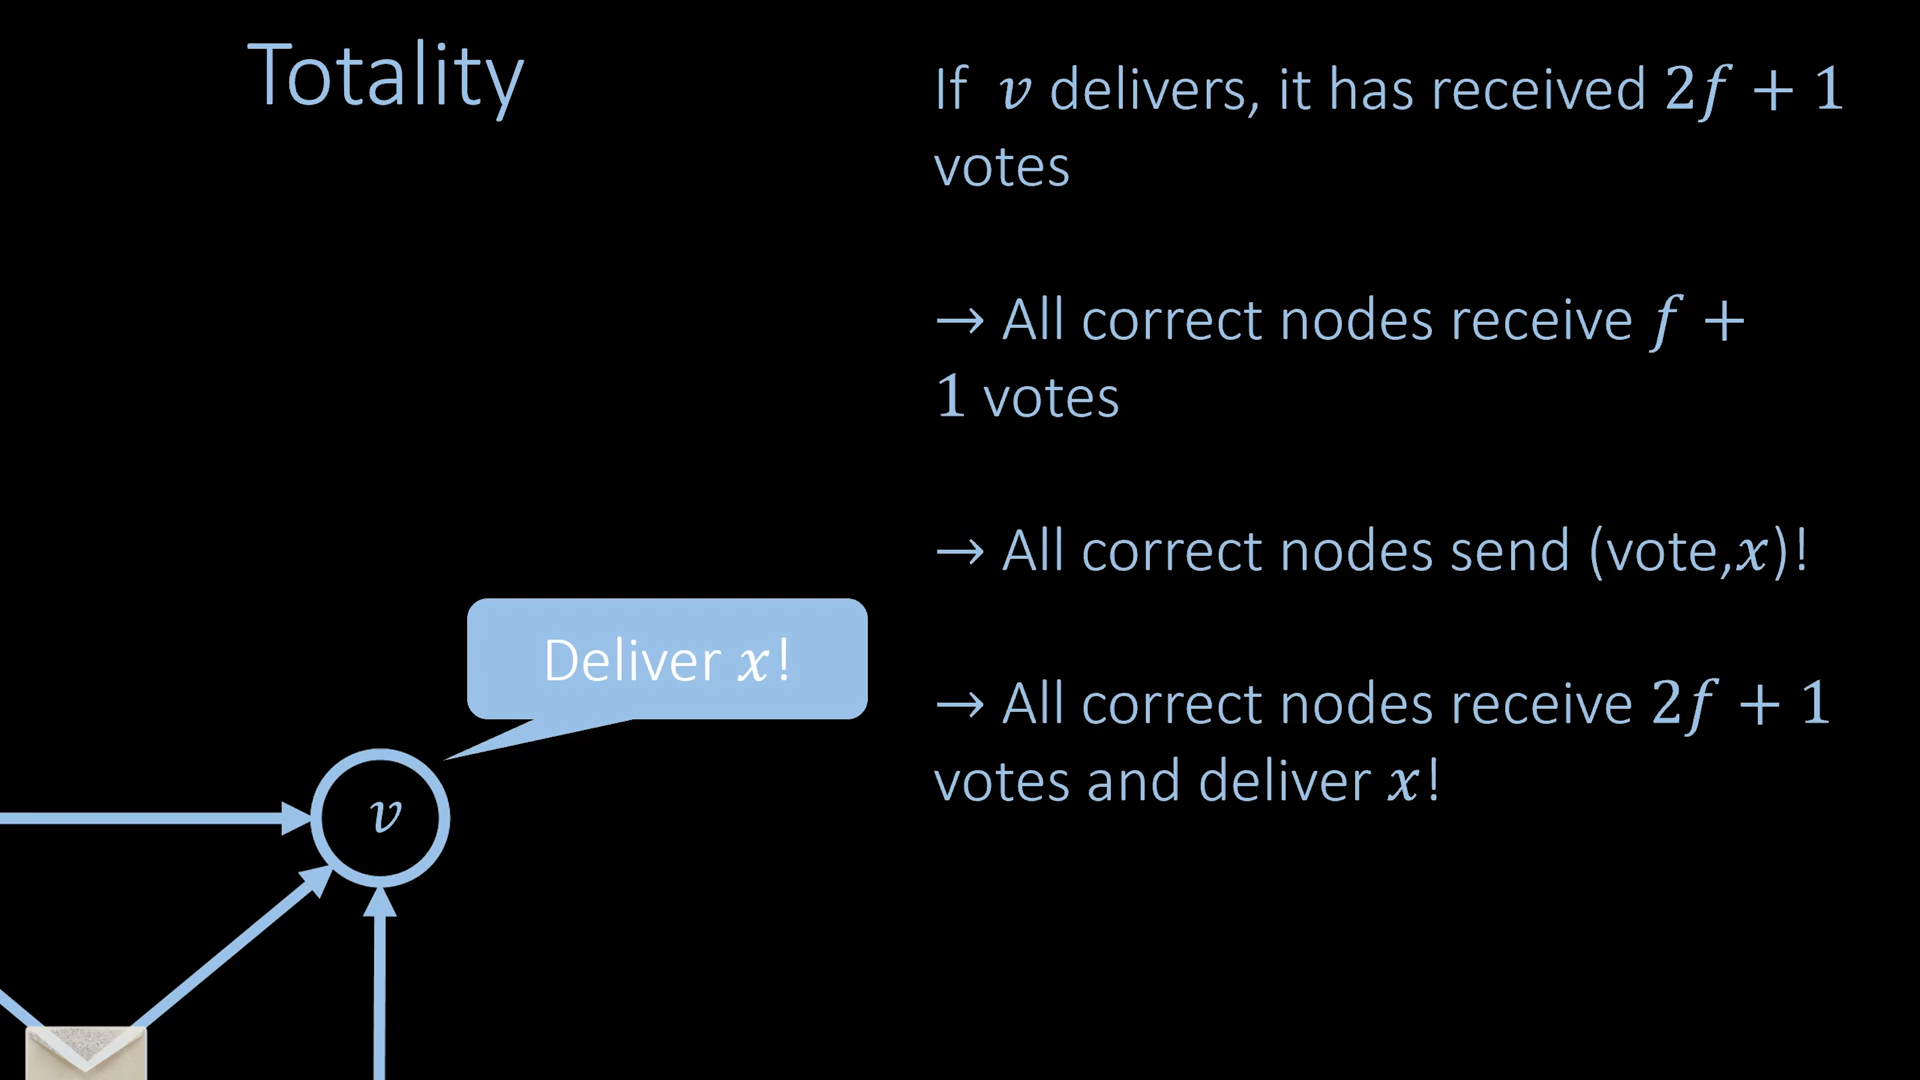 Totality
If 𝑣 delivers, it has received 2𝑓 + 1
votes
→ All correct nodes receive 𝑓 +
1 votes
→ All correct nodes send (vote,𝑥)!
→ All correct nodes receive 2𝑓 + 1
votes and deliver 𝑥!
Deliver 𝑥!
𝑣